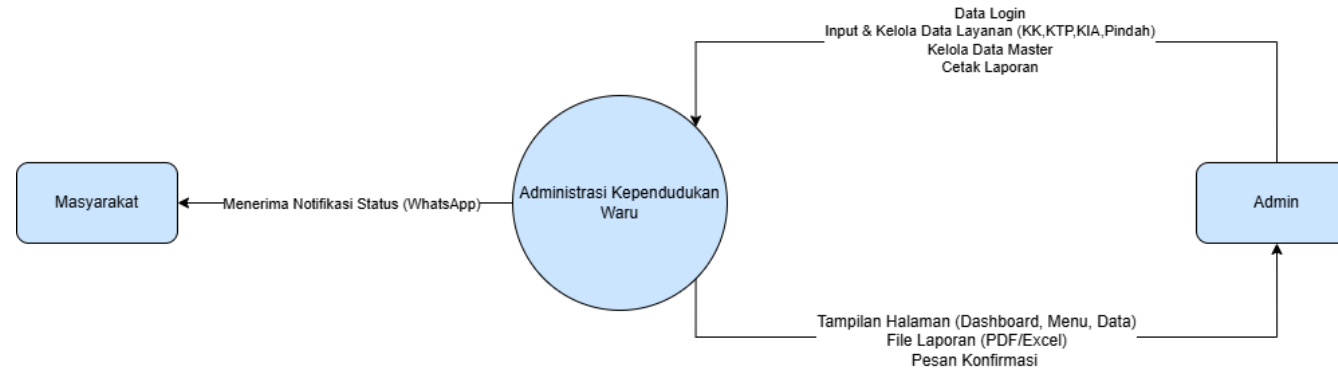 Data Login
Input & Kelola Data Layanan (KK,KTP,KIA,Pindah)
Kelola Data Master
Cetak Laporan
Masyarakat
Menerima Notifikasi Status (WhatsApp)
Administrasi Kependudukan
Waru
Admin
Tampilan Halaman (Dashboard, Menu, Data)
File Laporan (PDF/Excel)
Pesan Konfirmasi